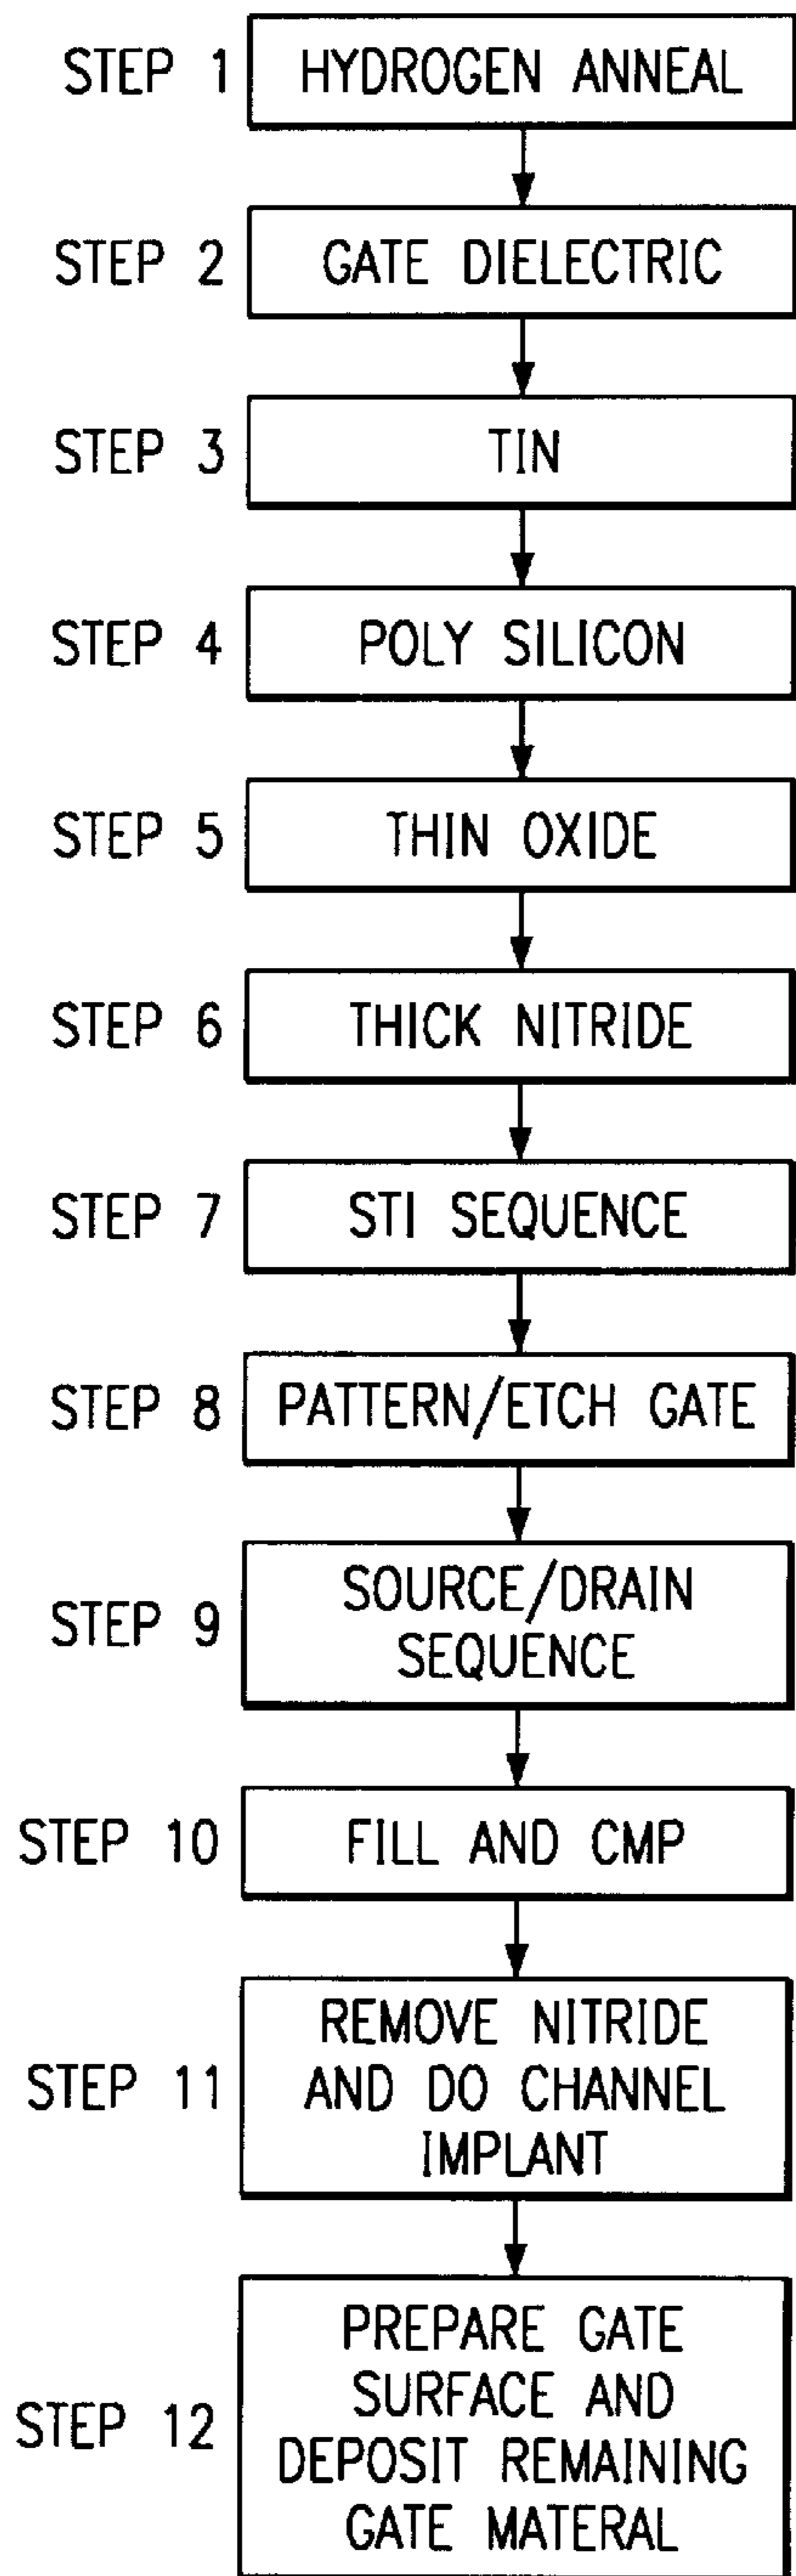 STEP 1 HYDROGEN ANNEAL
STEP 2 GATE DIELECTRIC
STEP 3 TIN
STEP 4 POLY SILICON
STEP 5 THIN OXIDE
STEP 6 THICK NITRIDE
STEP 7 STI SEQUENCE
STEP 8 PATTERN/ETCH GATE
STEP 9 SOURCE/DRAIN
SEQUENCE
STEP 10 FILL AND CMP
STEP 11 REMOVE NITRIDE
AND DO CHANNEL
IMPLANT
STEP 12 PREPARE GATE
SURFACE AND
DEPOSIT REMAINING
GATE MATERAL